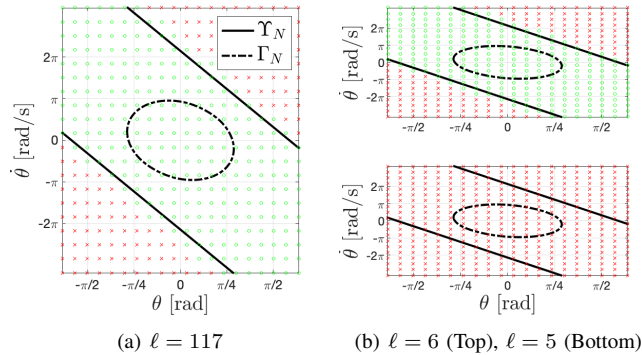 Υ_N
Γ_N
θ̇ [rad/s]
2π
π
0
-π
-2π
-π/2 -π/4 0 π/4 π/2
θ [rad]
(a) ℓ = 117
θ̇ [rad/s]
2π
π
0
-π
-2π
-π/2 -π/4 0 π/4 π/2
θ̇ [rad/s]
2π
π
0
-π
-2π
-π/2 -π/4 0 π/4 π/2
θ [rad]
(b) ℓ = 6 (Top), ℓ = 5 (Bottom)